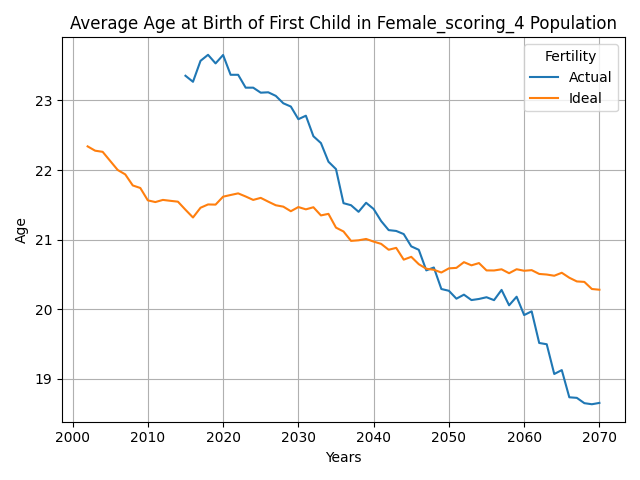 Average Age at Birth of First Child in Female_scoring_4 Population
Fertility
Actual
Ideal
Age
23
22
21
20
19
2000 2010 2020 2030 2040 2050 2060 2070
Years